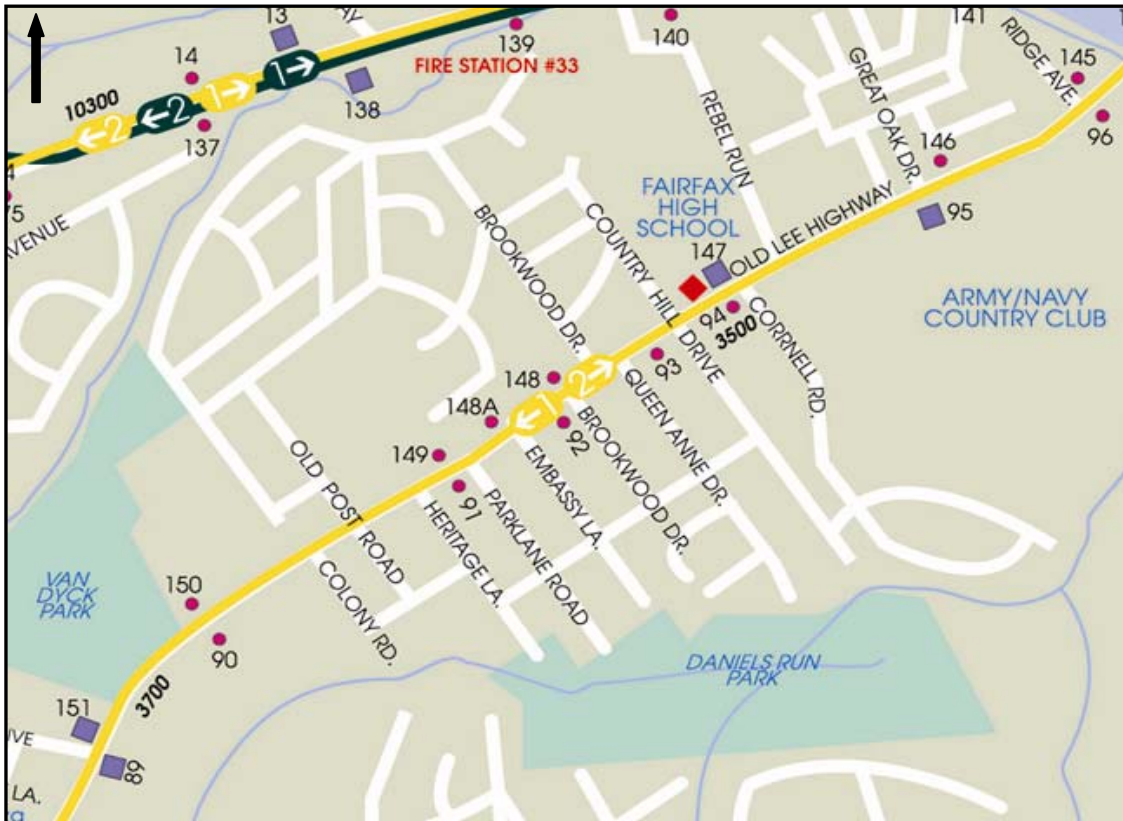 13
AY
14
139
140
141
RIDGE AVE.
145
FIRE STATION #33
1
1
2
2
10300
138
137
GREAT OAK DR.
96
REBEL RUN
146
75
AVENUE
FAIRFAX
HIGH
SCHOOL
147
OLD LEE HIGHWAY
95
BROOKWOOD DR.
COUNTRY HILL DRIVE
ARMY/NAVY
COUNTRY CLUB
94
3500
CORRNELL RD.
93
148
2
1
148A
92
QUEEN ANNE DR.
BROOKWOOD DR.
149
91
EMBASSY LA.
OLD POST ROAD
PARKLANE ROAD
HERITAGE LA.
COLONY RD.
VAN
DYCK
PARK
150
90
DANIELS RUN
PARK
3700
151
IVE
89
LA.